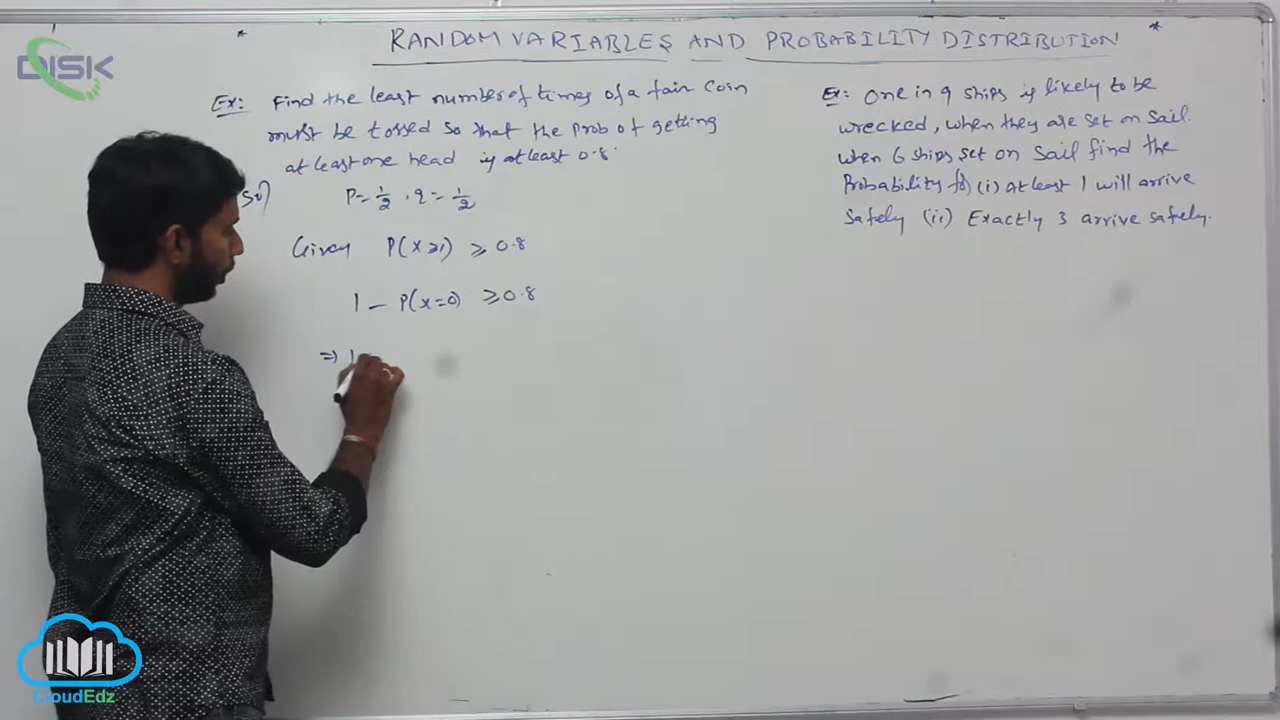 DISK
* RANDOM VARIABLES AND PROBABILITY DISTRIBUTION *
Ex: Find the least number of times of a fair coin
must be tossed so that the Prob of getting
at least one head is at least 0.8.
Sol)
P=1/2, q=1/2
Given P(X≥1) ≥ 0.8
1 - P(x=0) ≥ 0.8
⇒ 1
Ex: One in 9 ships is likely to be
wrecked, when they are set on Sail.
When 6 ships set on Sail find the
Probability for (i) At least 1 will arrive
Safely (ii) Exactly 3 arrive safely.
CloudEdz